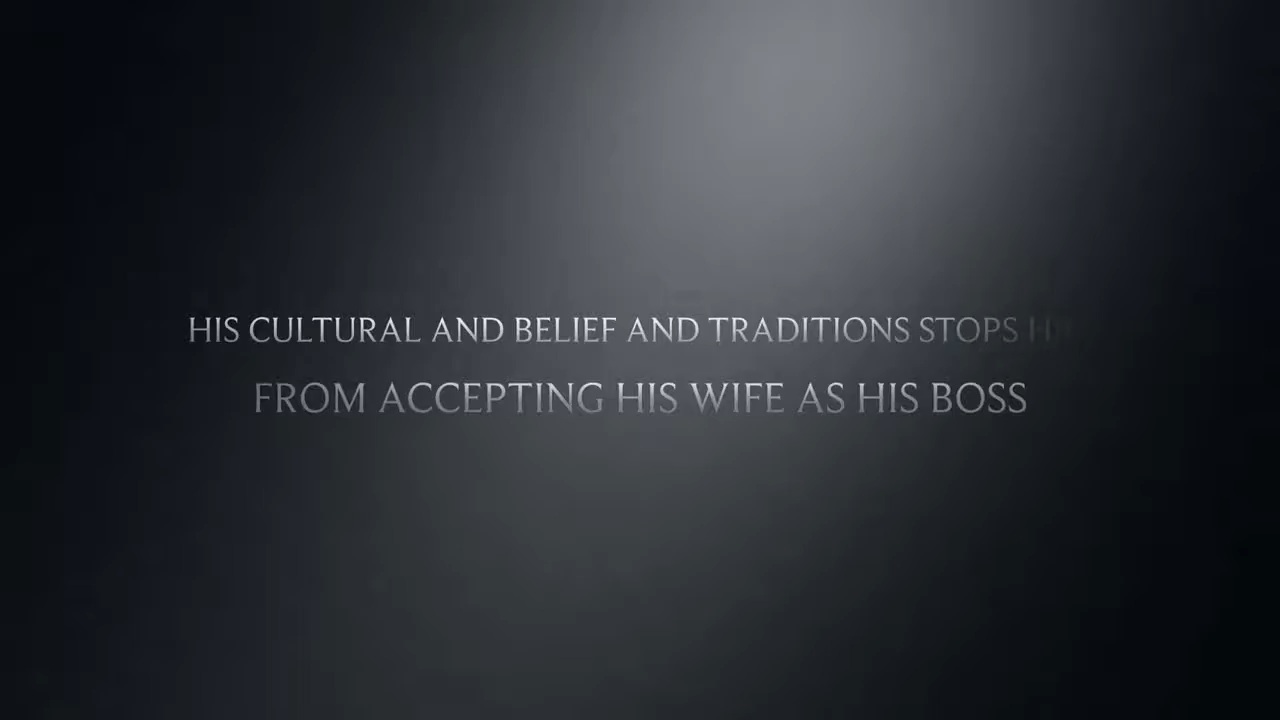 HIS CULTURAL AND BELIEF AND TRADITIONS STOPS
FROM ACCEPTING HIS WIFE AS HIS BOSS